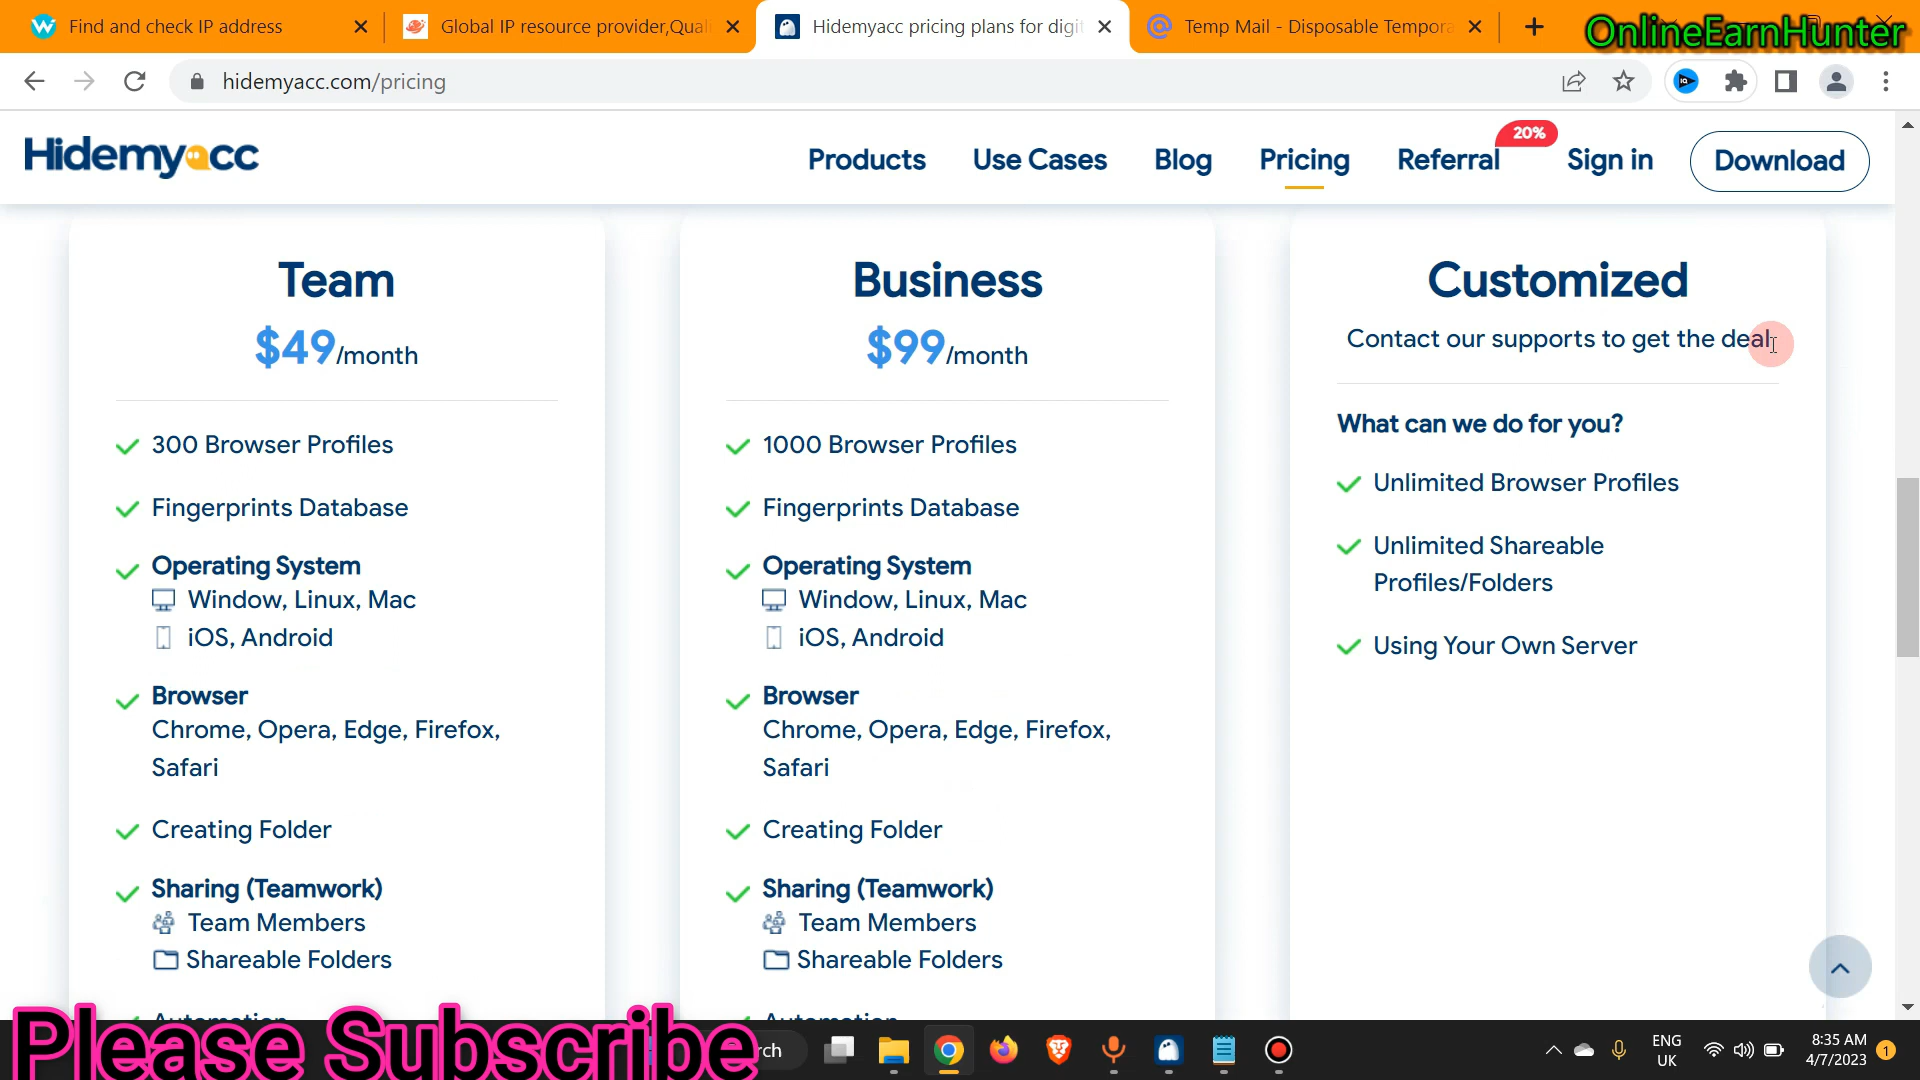 Find and check IP address
Global IP resource provider,Quali
Hidemyacc pricing plans for digit
Temp Mail - Disposable Tempora
OnlineEarnHunter
hidemyacc.com/pricing
Hidemyacc
Products
Use Cases
Blog
Pricing
Referral
20%
Sign in
Download
Team
$49/month
300 Browser Profiles
Fingerprints Database
Operating System
Window, Linux, Mac
iOS, Android
Browser
Chrome, Opera, Edge, Firefox,
Safari
Creating Folder
Sharing (Teamwork)
Team Members
Shareable Folders
Automation
Business
$99/month
1000 Browser Profiles
Fingerprints Database
Operating System
Window, Linux, Mac
iOS, Android
Browser
Chrome, Opera, Edge, Firefox,
Safari
Creating Folder
Sharing (Teamwork)
Team Members
Shareable Folders
Automation
Customized
Contact our supports to get the deal
What can we do for you?
Unlimited Browser Profiles
Unlimited Shareable
Profiles/Folders
Using Your Own Server
Please Subscribe
rch
ENG
UK
8:35 AM
4/7/2023
1